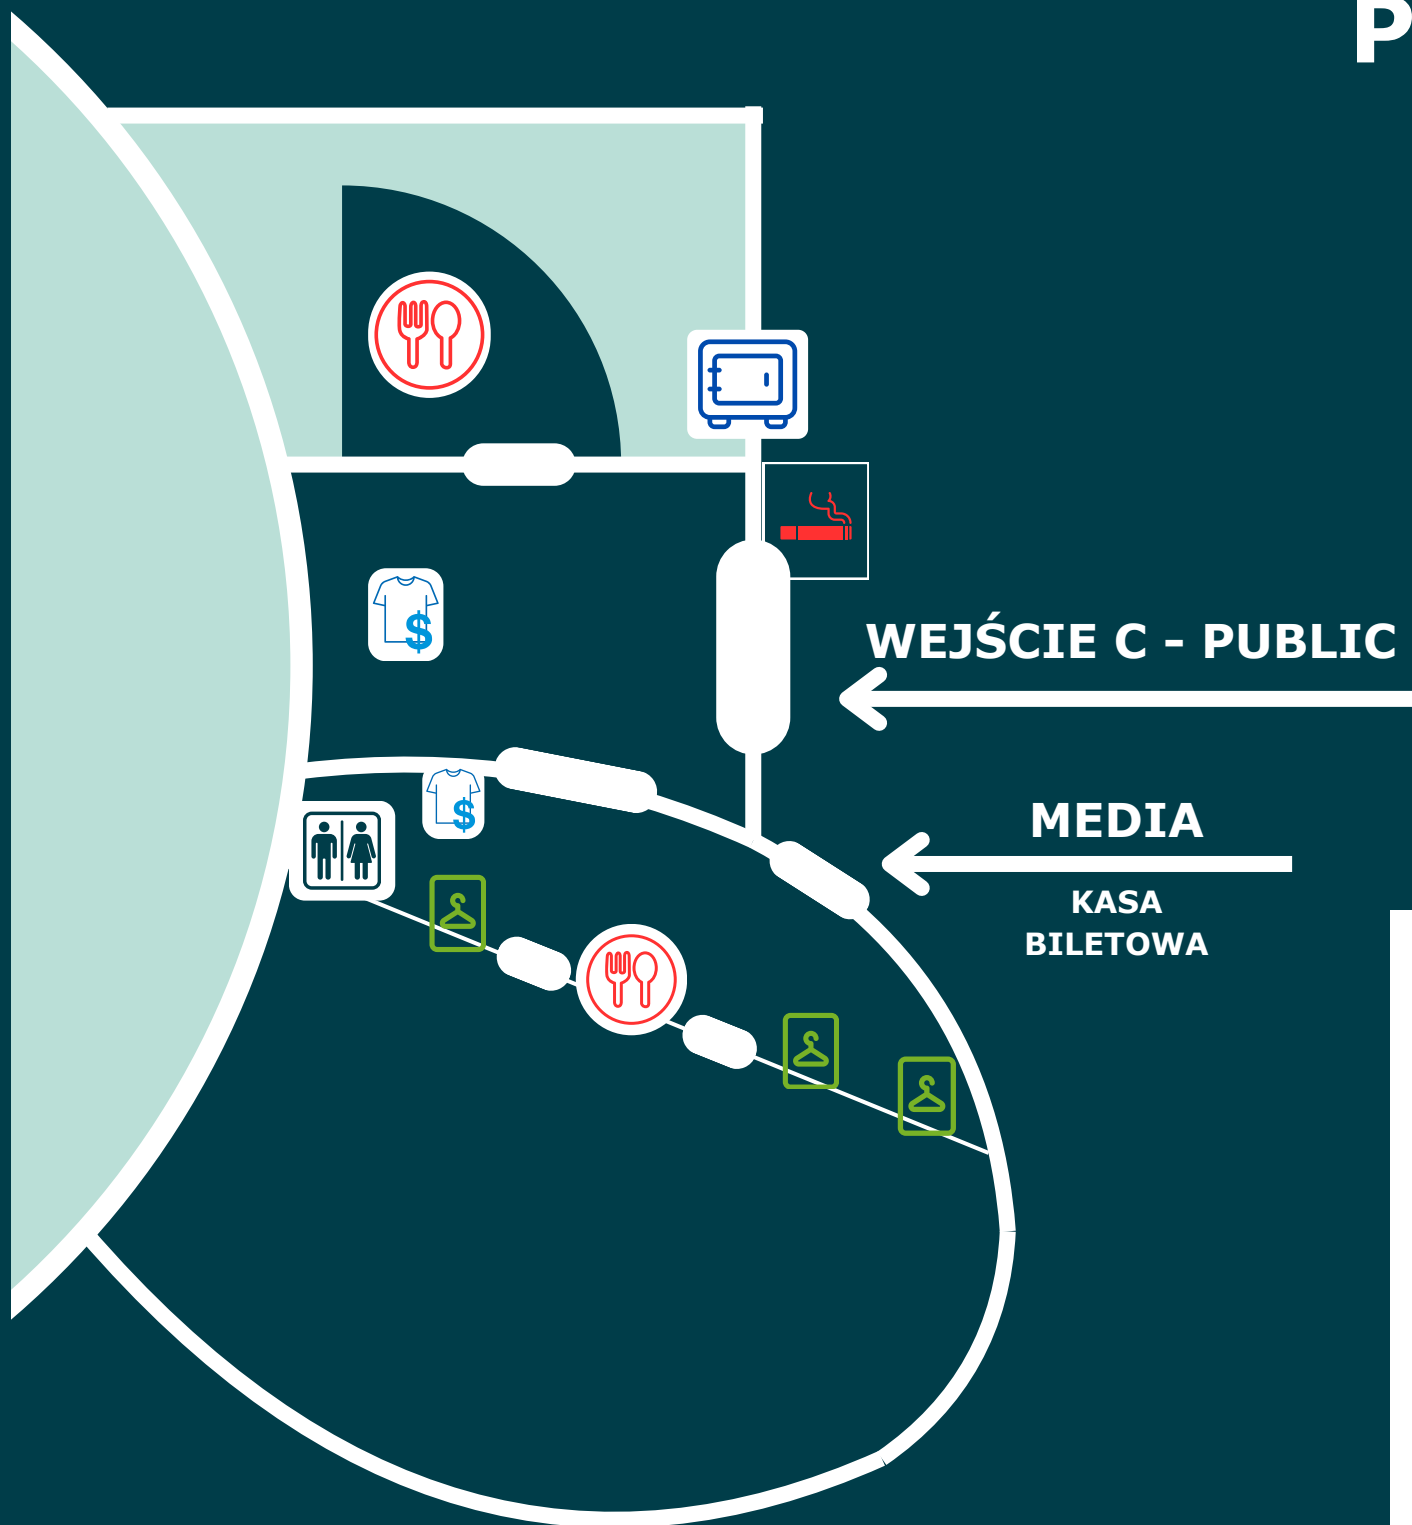 P
WEJŚCIE C – PUBLIC
MEDIA
KASA
BILETOWA
$
$